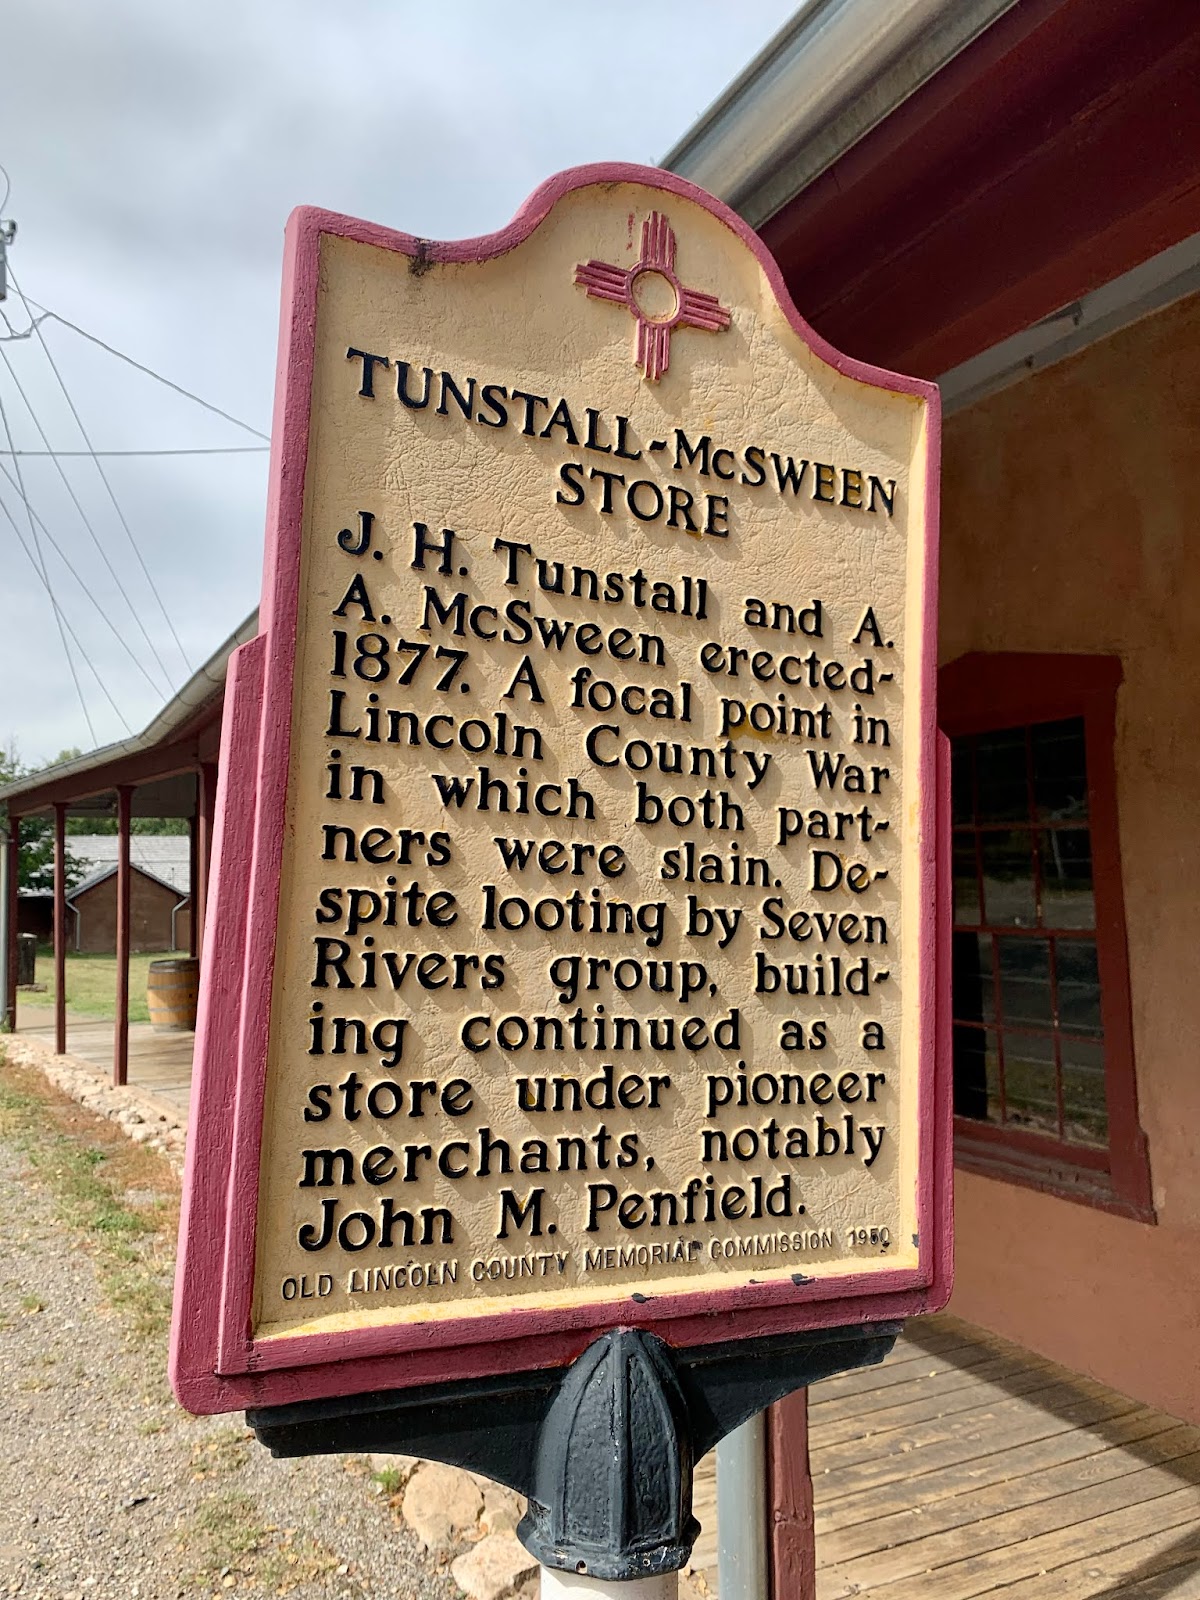 TUNSTALL-McSWEEN
STORE
J. H. Tunstall and A.
A. McSween erected-
1877. A focal point in
Lincoln County War
in which both part-
ners were slain. De-
spite looting by Seven
Rivers group, build-
ing continued as a
store under pioneer
merchants, notably
John M. Penfield.
OLD LINCOLN COUNTY MEMORIAL COMMISSION 1950